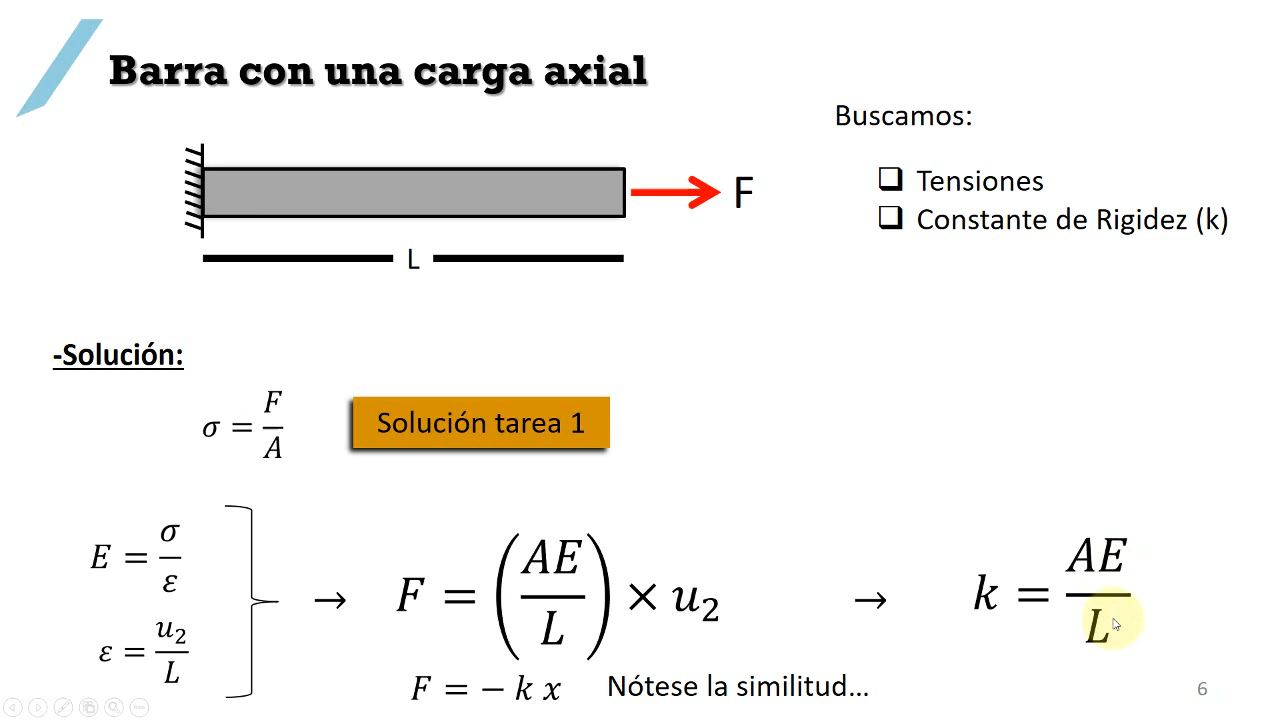 Barra con una carga axial
Buscamos:
❑ Tensiones
❑ Constante de Rigidez (k)
F
L
-Solución:
σ = F/A
Solución tarea 1
E = σ/ε
ε = u₂/L
→ F = (AE/L) × u₂ → k = AE/L
F = − k x Nótese la similitud…
6